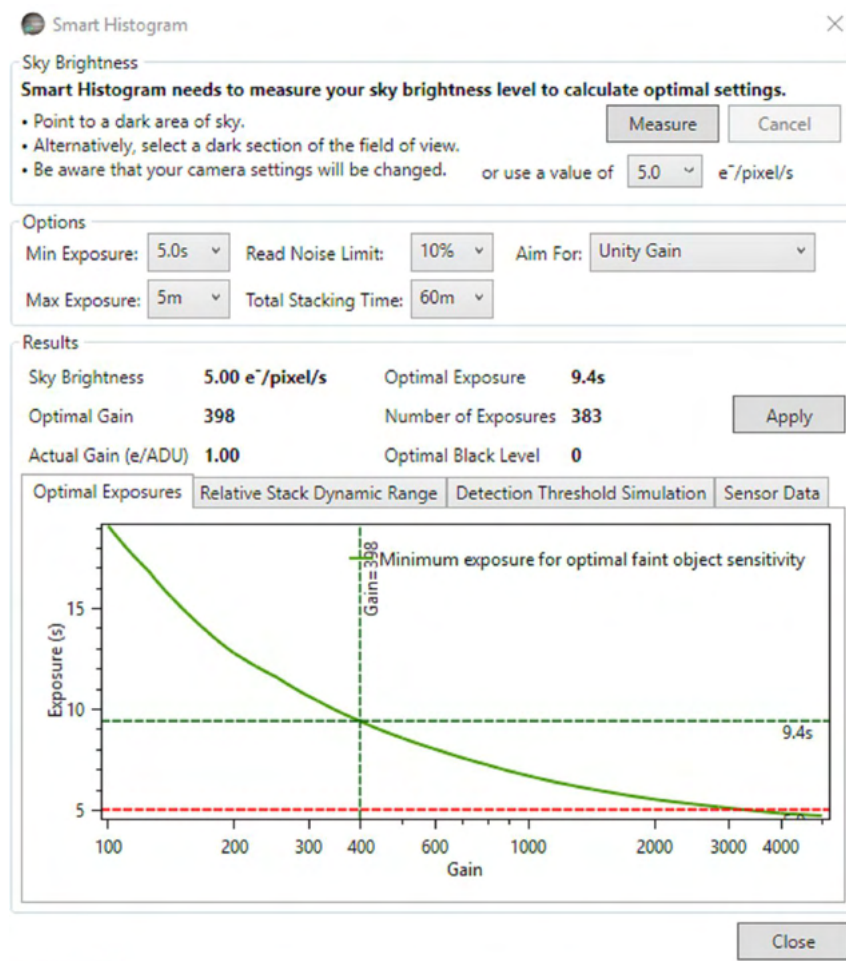 Smart Histogram
Sky Brightness
Smart Histogram needs to measure your sky brightness level to calculate optimal settings.
• Point to a dark area of sky.
• Alternatively, select a dark section of the field of view.
• Be aware that your camera settings will be changed.
Measure Cancel
or use a value of 5.0 e⁻/pixel/s
Options
Min Exposure: 5.0s Read Noise Limit: 10% Aim For: Unity Gain
Max Exposure: 5m Total Stacking Time: 60m
Results
Sky Brightness 5.00 e⁻/pixel/s Optimal Exposure 9.4s
Optimal Gain 398 Number of Exposures 383 Apply
Actual Gain (e/ADU) 1.00 Optimal Black Level 0
Optimal Exposures Relative Stack Dynamic Range Detection Threshold Simulation Sensor Data
Minimum exposure for optimal faint object sensitivity
Gain=398
Exposure (s)
15
10
9.4s
5
100 200 300 400 600 1000 2000 3000 4000
Gain
Close